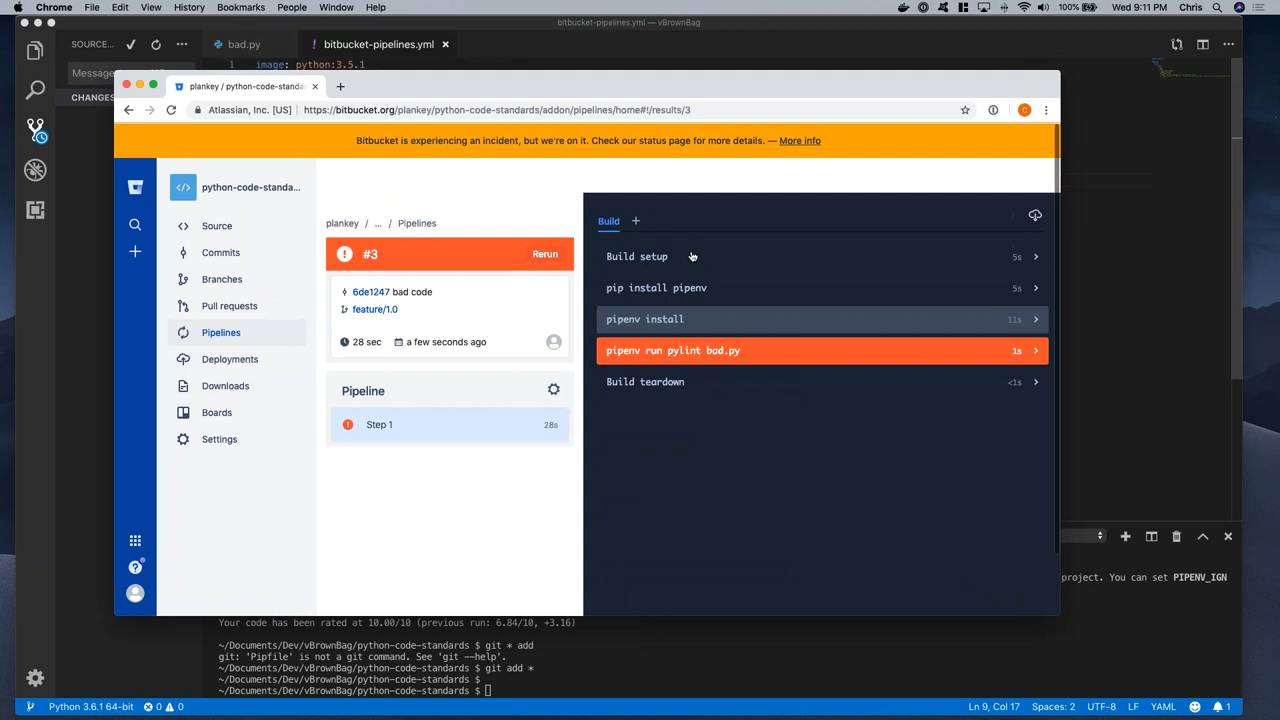 Chrome File Edit View History Bookmarks People Window Help 100% Wed 9:11 PM Chris
bitbucket-pipelines.yml — vBrownBag
SOURCE... bad.py ! bitbucket-pipelines.yml
Mess
1 image: python:3.5.1
CHANGES
plankey / python-code-standa
Atlassian, Inc. [US] https://bitbucket.org/plankey/python-code-standards/addon/pipelines/home#!/results/3
Bitbucket is experiencing an incident, but we're on it. Check our status page for more details. — More info
python-code-standa...
Source
Commits
Branches
Pull requests
Pipelines
Deployments
Downloads
Boards
Settings
plankey / ... / Pipelines
#3 Rerun
6de1247 bad code
feature/1.0
28 sec a few seconds ago
Pipeline
Step 1 28s
Build +
Build setup 5s
pip install pipenv 5s
pipenv install 11s
pipenv run pylint bad.py 1s
Build teardown <1s
project. You can set PIPENV_IGN
Your code has been rated at 10.00/10 (previous run: 6.84/10, +3.16)
~/Documents/Dev/vBrownBag/python-code-standards $ git * add
git: 'Pipfile' is not a git command. See 'git --help'.
~/Documents/Dev/vBrownBag/python-code-standards $ git add *
~/Documents/Dev/vBrownBag/python-code-standards $
~/Documents/Dev/vBrownBag/python-code-standards $
Python 3.6.1 64-bit 0 0 Ln 9, Col 17 Spaces: 2 UTF-8 LF YAML 1